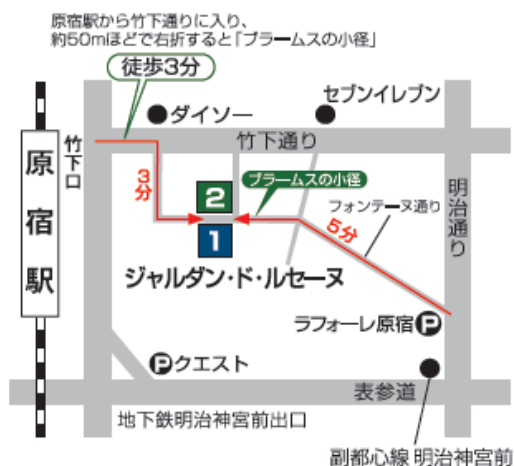 原宿駅から竹下通りに入り、
約50mほどで右折すると「ブラームスの小径」
徒歩3分
ダイソー
セブンイレブン
竹下口
竹下通り
原宿駅
3分
2
ブラームスの小径
フォンテーヌ通り
明治通り
1
5分
ジャルダン・ド・ルセーヌ
ラフォーレ原宿 P
P クエスト
表参道
地下鉄明治神宮前出口
副都心線 明治神宮前